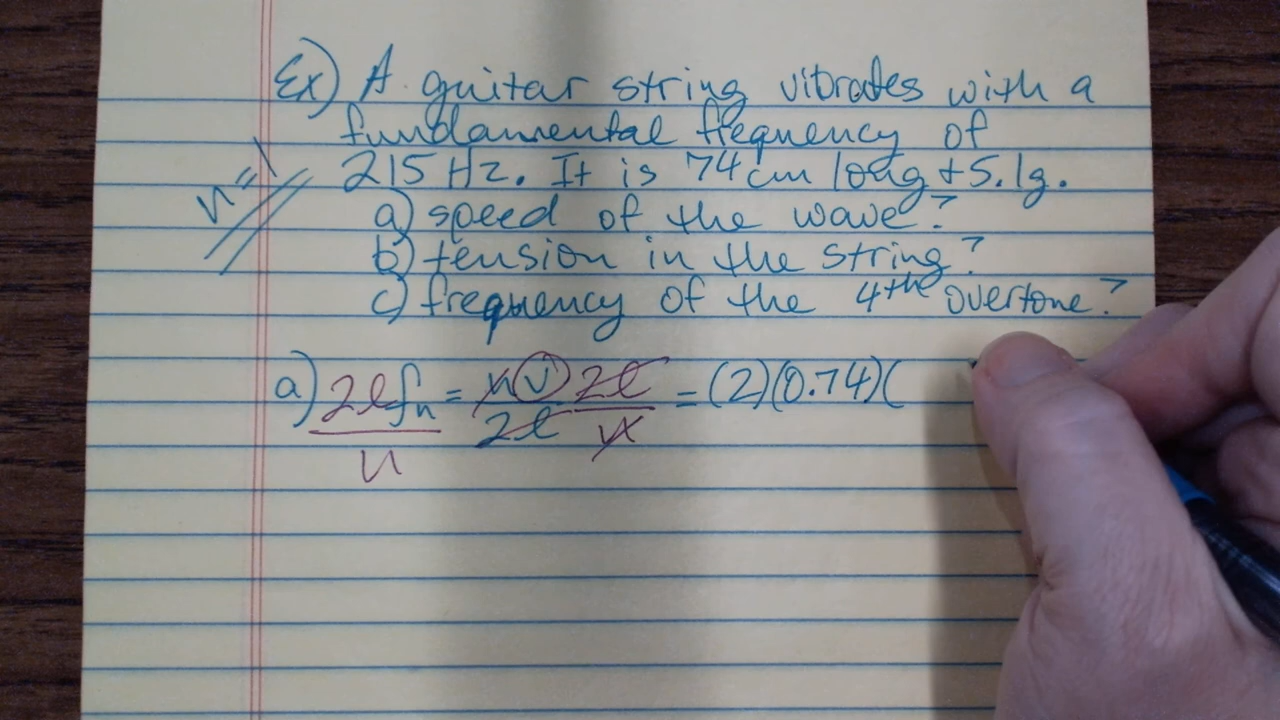 Ex) A guitar string vibrates with a
fundamental frequency of
215 Hz. It is 74 cm long + 5.1g.
n=1
a) speed of the wave?
b) tension in the string?
c) frequency of the 4th overtone?
a) 2ℓfₙ/n = nv/2ℓ 2ℓ/n = (2)(0.74)(